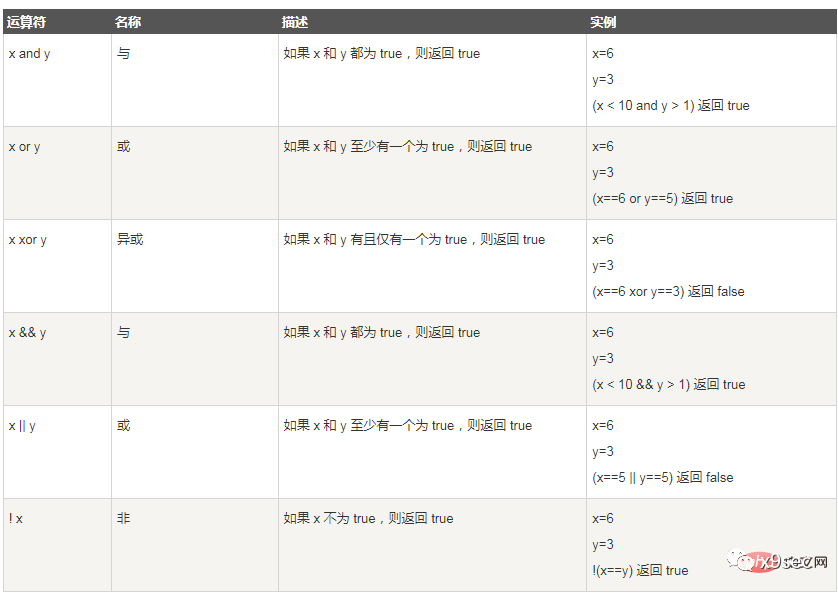 运算符 名称 描述 实例
x and y 与 如果 x 和 y 都为 true，则返回 true x=6
y=3
(x < 10 and y > 1) 返回 true
x or y 或 如果 x 和 y 至少有一个为 true，则返回 true x=6
y=3
(x==6 or y==5) 返回 true
x xor y 异或 如果 x 和 y 有且仅有一个为 true，则返回 true x=6
y=3
(x==6 xor y==3) 返回 false
x && y 与 如果 x 和 y 都为 true，则返回 true x=6
y=3
(x < 10 && y > 1) 返回 true
x || y 或 如果 x 和 y 至少有一个为 true，则返回 true x=6
y=3
(x==5 || y==5) 返回 false
! x 非 如果 x 不为 true，则返回 true x=6
y=3
!(x==y) 返回 true